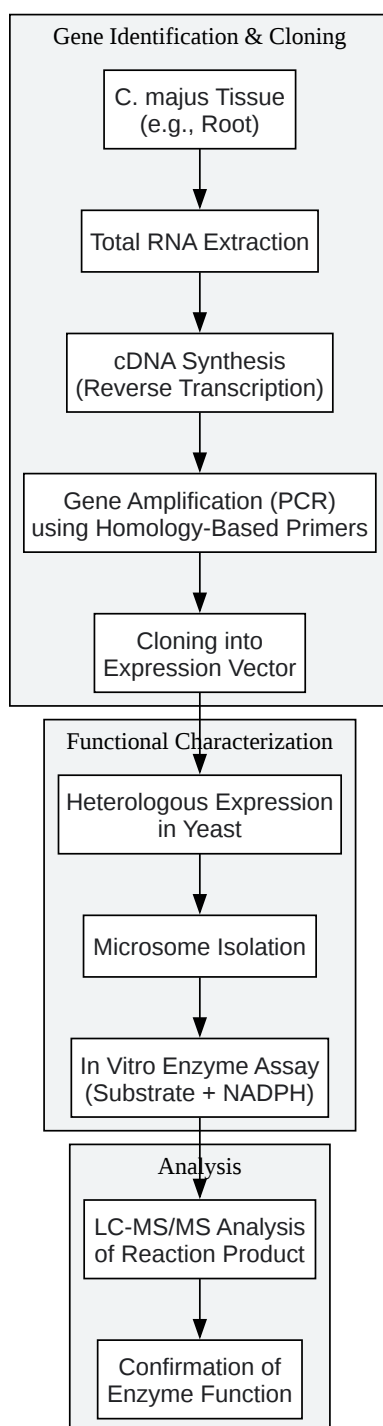 Gene Identification & Cloning
C. majus Tissue
(e.g., Root)
Total RNA Extraction
cDNA Synthesis
(Reverse Transcription)
Gene Amplification (PCR)
using Homology-Based Primers
Cloning into
Expression Vector
Functional Characterization
Heterologous Expression
in Yeast
Microsome Isolation
In Vitro Enzyme Assay
(Substrate + NADPH)
Analysis
LC-MS/MS Analysis
of Reaction Product
Confirmation of
Enzyme Function